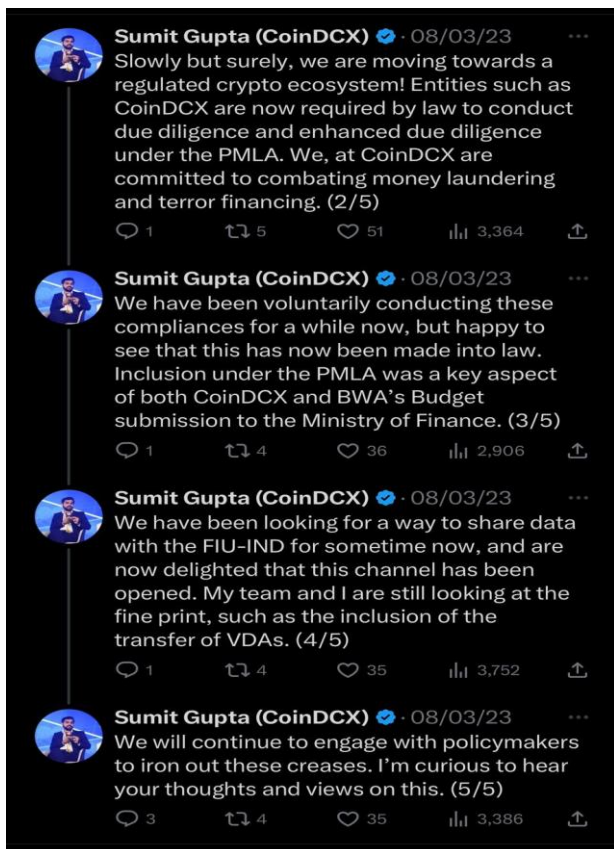 Sumit Gupta (CoinDCX) · 08/03/23
Slowly but surely, we are moving towards a
regulated crypto ecosystem! Entities such as
CoinDCX are now required by law to conduct
due diligence and enhanced due diligence
under the PMLA. We, at CoinDCX are
committed to combating money laundering
and terror financing. (2/5)
1 5 51 3,364
Sumit Gupta (CoinDCX) · 08/03/23
We have been voluntarily conducting these
compliances for a while now, but happy to
see that this has now been made into law.
Inclusion under the PMLA was a key aspect
of both CoinDCX and BWA's Budget
submission to the Ministry of Finance. (3/5)
1 4 36 2,906
Sumit Gupta (CoinDCX) · 08/03/23
We have been looking for a way to share data
with the FIU-IND for sometime now, and are
now delighted that this channel has been
opened. My team and I are still looking at the
fine print, such as the inclusion of the
transfer of VDAs. (4/5)
1 4 35 3,752
Sumit Gupta (CoinDCX) · 08/03/23
We will continue to engage with policymakers
to iron out these creases. I'm curious to hear
your thoughts and views on this. (5/5)
3 4 35 3,386